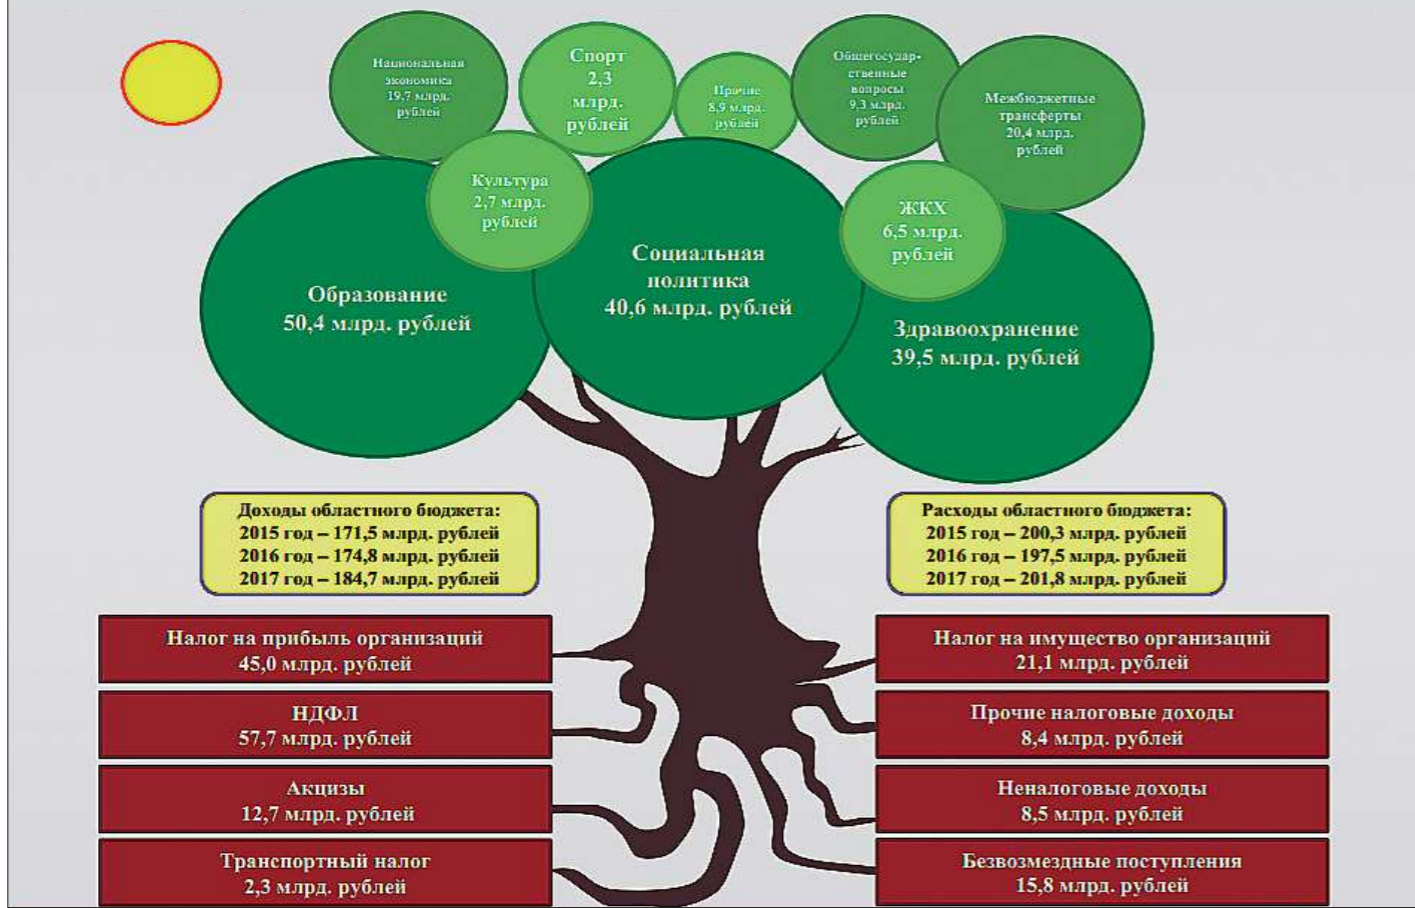 Национальная
экономика
19,7 млрд.
рублей
Спорт
2,3
млрд.
рублей
Прочие
8,9 млрд.
рублей
Общегосудар-
ственные
вопросы
9,3 млрд.
рублей
Межбюджетные
трансферты
20,4 млрд.
рублей
Культура
2,7 млрд.
рублей
ЖКХ
6,5 млрд.
рублей
Образование
50,4 млрд. рублей
Социальная
политика
40,6 млрд. рублей
Здравоохранение
39,5 млрд. рублей
Доходы областного бюджета:
2015 год – 171,5 млрд. рублей
2016 год – 174,8 млрд. рублей
2017 год – 184,7 млрд. рублей
Расходы областного бюджета:
2015 год – 200,3 млрд. рублей
2016 год – 197,5 млрд. рублей
2017 год – 201,8 млрд. рублей
Налог на прибыль организаций
45,0 млрд. рублей
НДФЛ
57,7 млрд. рублей
Акцизы
12,7 млрд. рублей
Транспортный налог
2,3 млрд. рублей
Налог на имущество организаций
21,1 млрд. рублей
Прочие налоговые доходы
8,4 млрд. рублей
Неналоговые доходы
8,5 млрд. рублей
Безвозмездные поступления
15,8 млрд. рублей